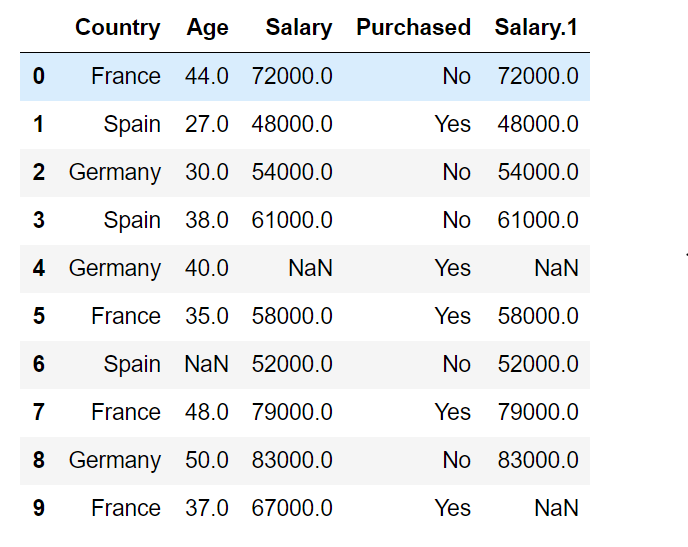 Country Age Salary Purchased Salary.1
0 France 44.0 72000.0 No 72000.0
1 Spain 27.0 48000.0 Yes 48000.0
2 Germany 30.0 54000.0 No 54000.0
3 Spain 38.0 61000.0 No 61000.0
4 Germany 40.0 NaN Yes NaN
5 France 35.0 58000.0 Yes 58000.0
6 Spain NaN 52000.0 No 52000.0
7 France 48.0 79000.0 Yes 79000.0
8 Germany 50.0 83000.0 No 83000.0
9 France 37.0 67000.0 Yes NaN